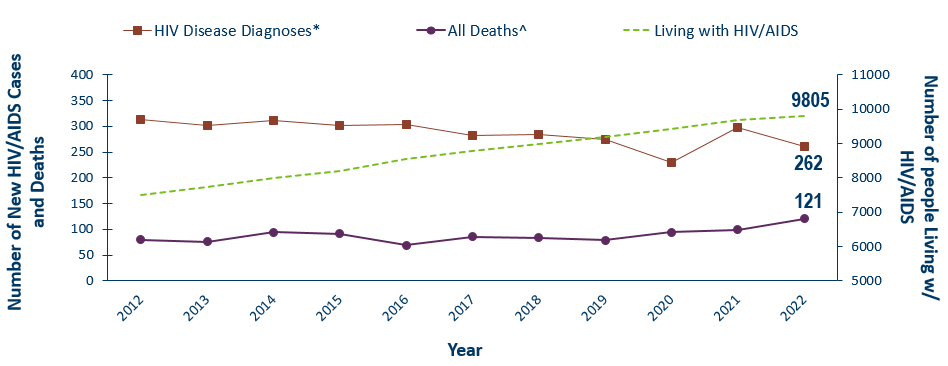 HIV Disease Diagnoses* All Deaths^ Living with HIV/AIDS
Number of New HIV/AIDS Cases
and Deaths
400
350
300
250
200
150
100
50
0
11000
10000
9000
8000
7000
6000
5000
Number of people Living w/
HIV/AIDS
9805
262
121
2012 2013 2014 2015 2016 2017 2018 2019 2020 2021 2022
Year